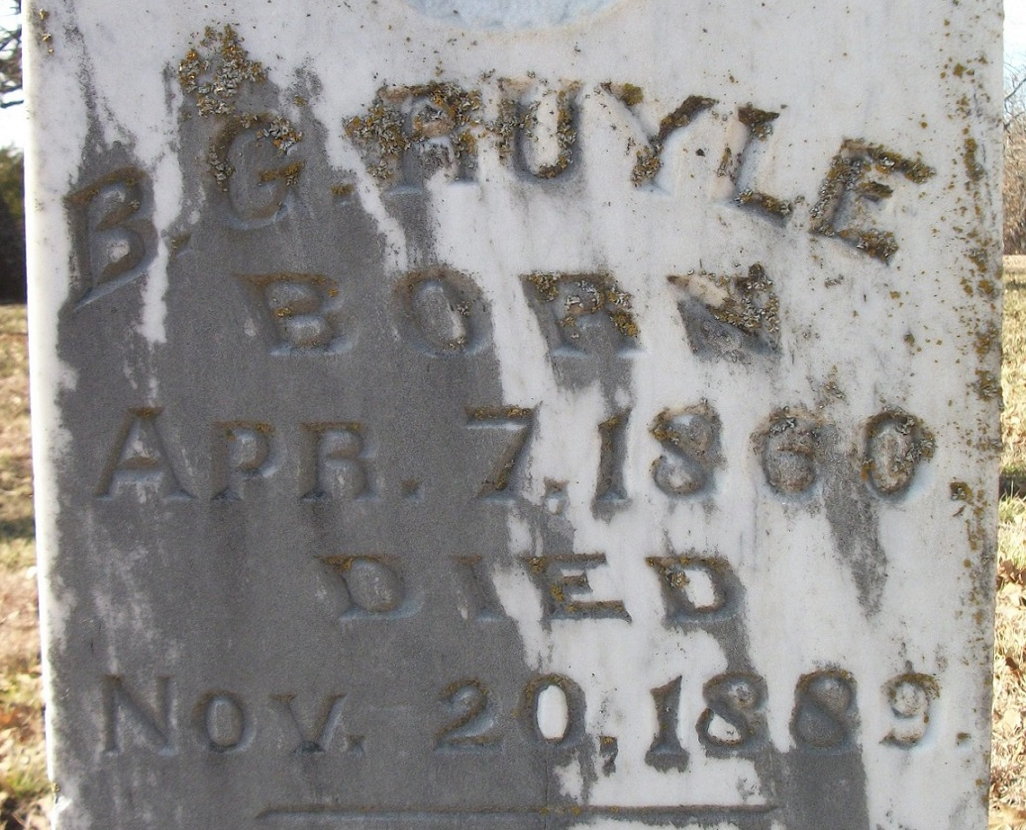 B. G. RUYLE
BORN
APR. 7, 1860.
DIED
NOV. 20, 1889.